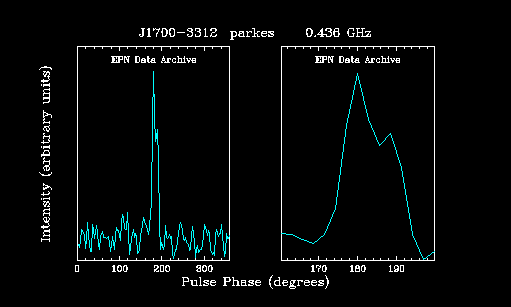 J1700-3312 parkes 0.436 GHz
EPN Data Archive EPN Data Archive
Intensity (arbitrary units)
0 100 200 300 170 180 190
Pulse Phase (degrees)